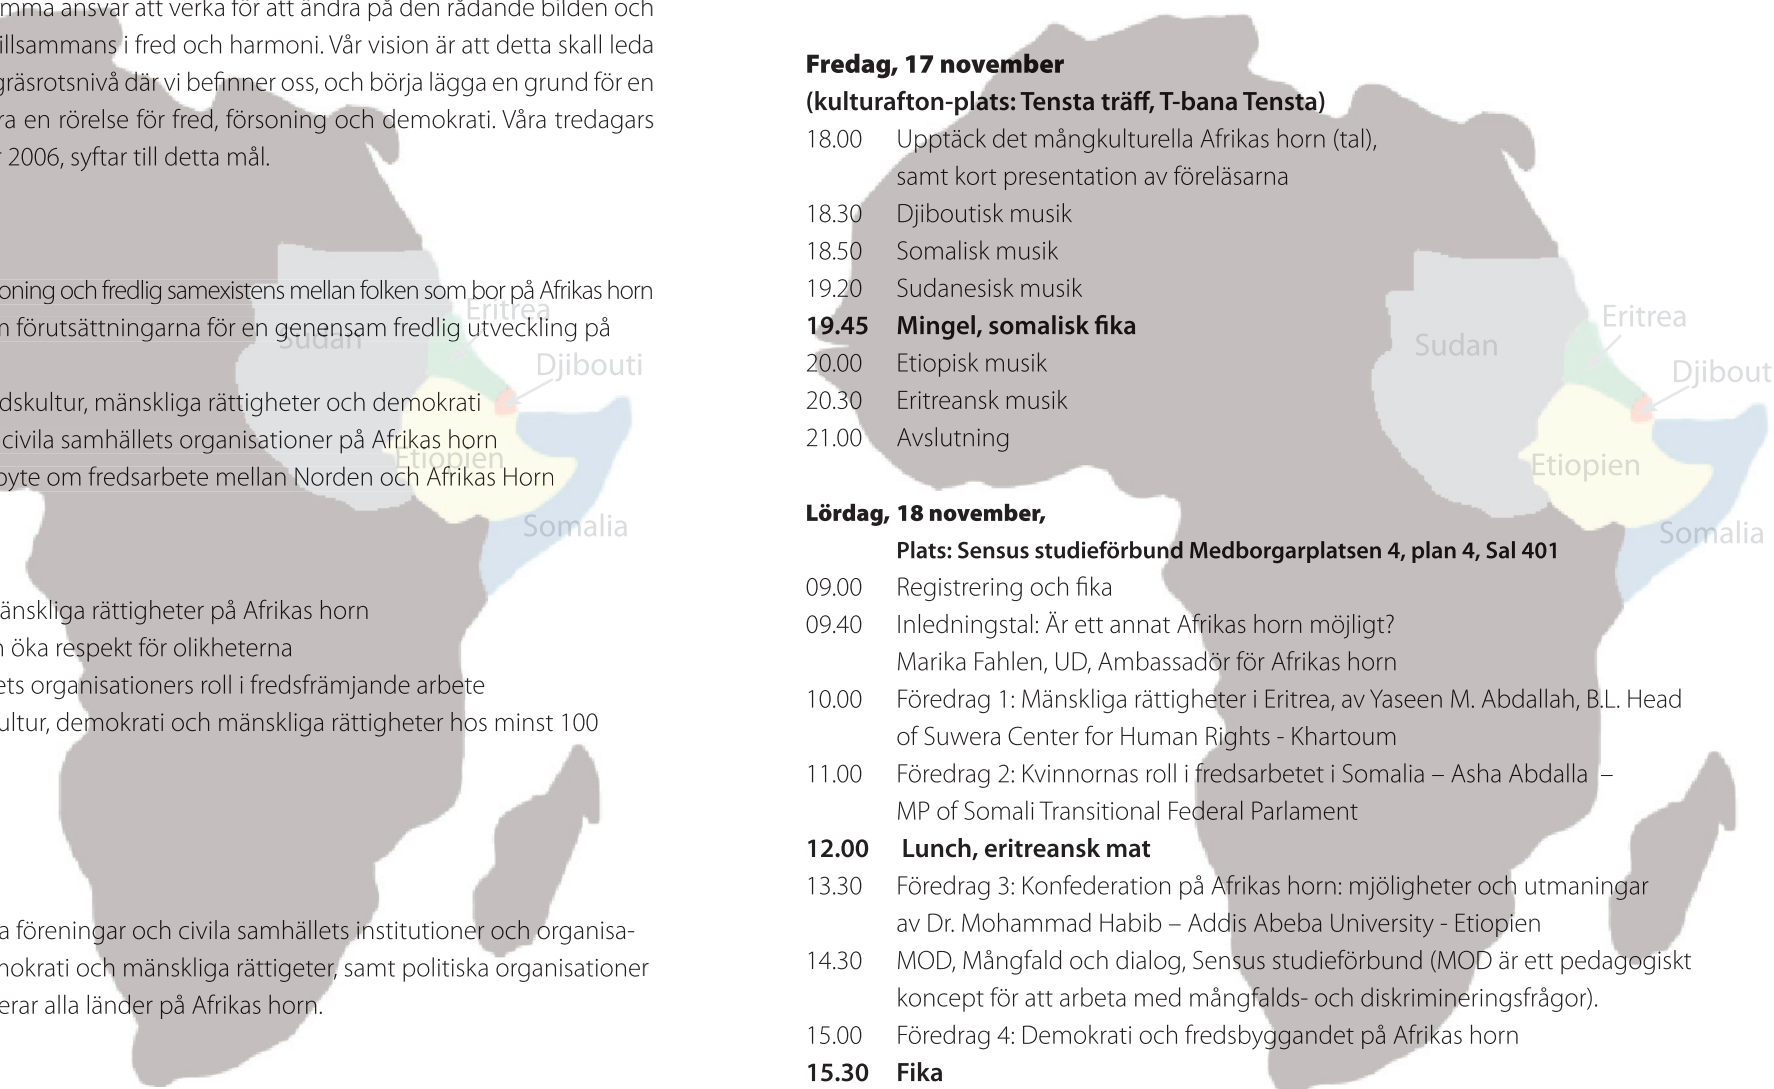 mma ansvar att verka för att ändra på den rådande bilden och
illsammans i fred och harmoni. Vår vision är att detta skall leda
gräsrotsnivå där vi befinner oss, och börja lägga en grund för en
ra en rörelse för fred, försoning och demokrati. Våra tredagars
r 2006, syftar till detta mål.
oning och fredlig samexistens mellan folken som bor på Afrikas horn
n förutsättningarna för en genensam fredlig utveckling på
dskultur, mänskliga rättigheter och demokrati
civila samhällets organisationer på Afrikas horn
byte om fredsarbete mellan Norden och Afrikas Horn
änskliga rättigheter på Afrikas horn
n öka respekt för olikheterna
ets organisationers roll i fredsfrämjande arbete
ultur, demokrati och mänskliga rättigheter hos minst 100
a föreningar och civila samhällets institutioner och organisa-
mokrati och mänskliga rättigeter, samt politiska organisationer
erar alla länder på Afrikas horn.
Sudan
Eritrea
Djibouti
Etiopien
Somalia
Fredag, 17 november
(kulturafton-plats: Tensta träff, T-bana Tensta)
18.00 Upptäck det mångkulturella Afrikas horn (tal),
samt kort presentation av föreläsarna
18.30 Djiboutisk musik
18.50 Somalisk musik
19.20 Sudanesisk musik
19.45 Mingel, somalisk fika
20.00 Etiopisk musik
20.30 Eritreansk musik
21.00 Avslutning
Lördag, 18 november,
Plats: Sensus studieförbund Medborgarplatsen 4, plan 4, Sal 401
09.00 Registrering och fika
09.40 Inledningstal: Är ett annat Afrikas horn möjligt?
Marika Fahlen, UD, Ambassadör för Afrikas horn
10.00 Föredrag 1: Mänskliga rättigheter i Eritrea, av Yaseen M. Abdallah, B.L. Head
of Suwera Center for Human Rights - Khartoum
11.00 Föredrag 2: Kvinnornas roll i fredsarbetet i Somalia – Asha Abdalla –
MP of Somali Transitional Federal Parlament
12.00 Lunch, eritreansk mat
13.30 Föredrag 3: Konfederation på Afrikas horn: mjöligheter och utmaningar
av Dr. Mohammad Habib – Addis Abeba University - Etiopien
14.30 MOD, Mångfald och dialog, Sensus studieförbund (MOD är ett pedagogiskt
koncept för att arbeta med mångfalds- och diskrimineringsfrågor).
15.00 Föredrag 4: Demokrati och fredsbyggandet på Afrikas horn
15.30 Fika
Sudan
Eritrea
Djibout
Etiopien
Somalia